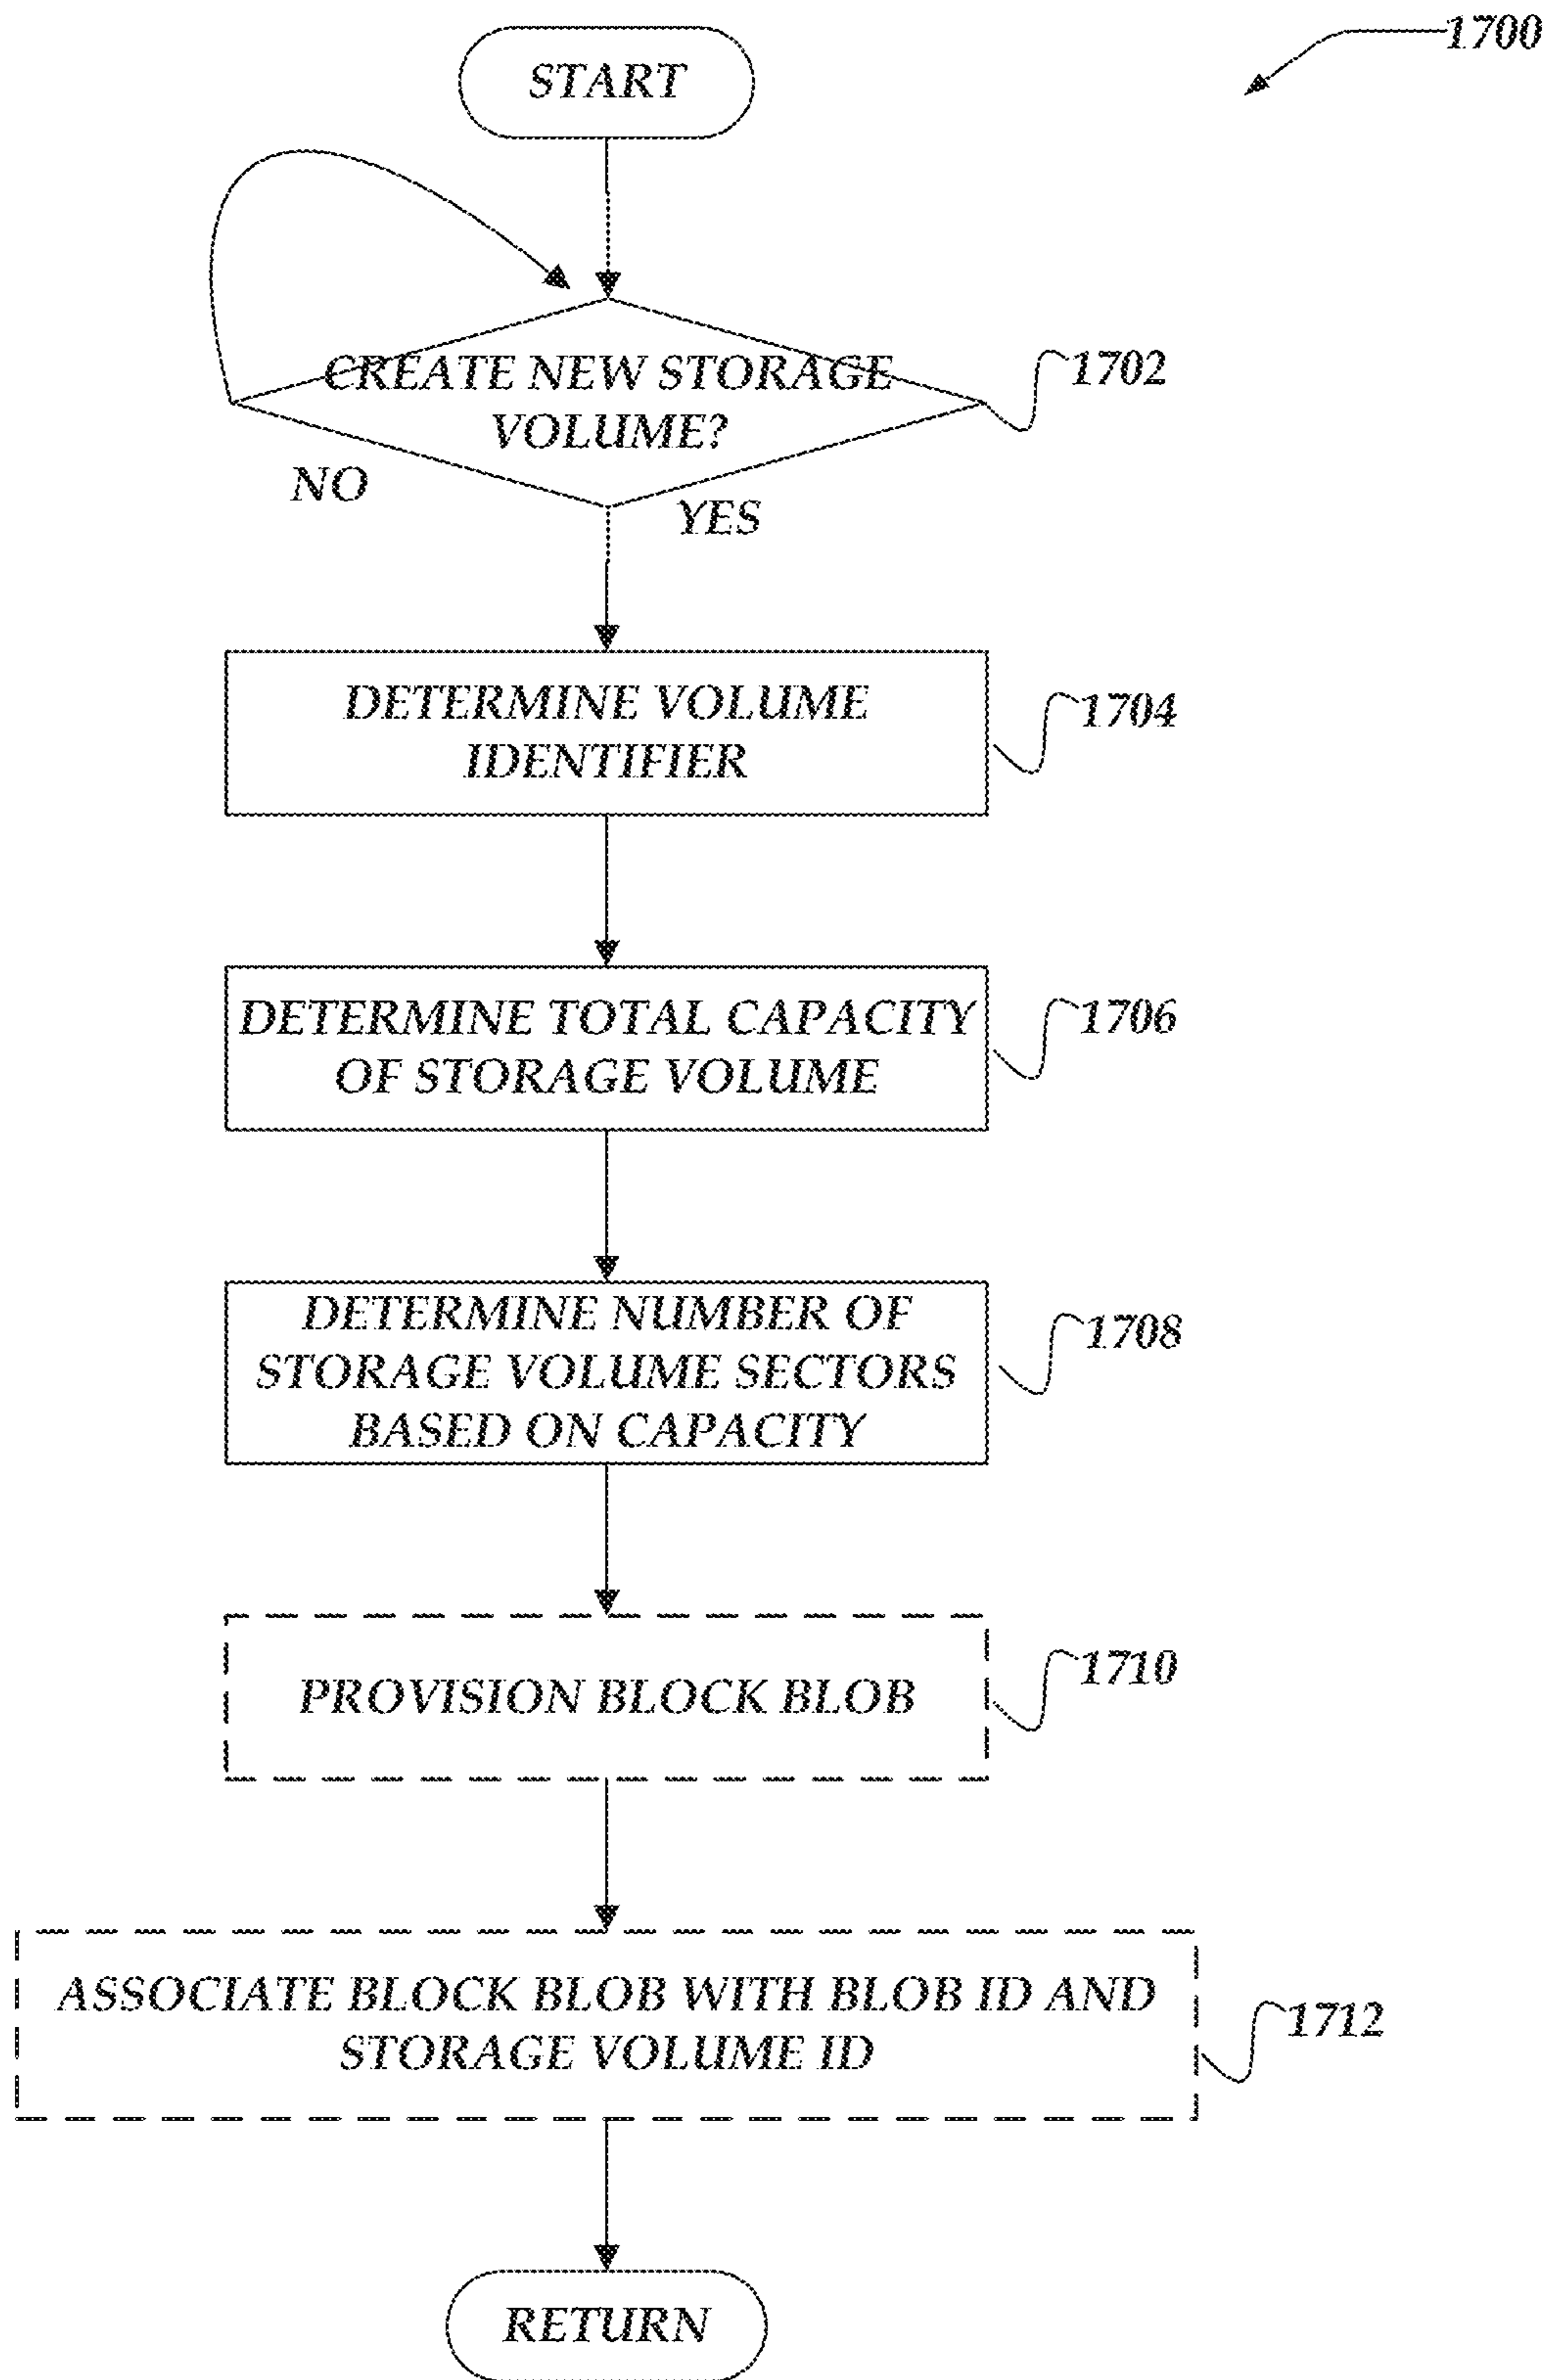 1700
START
CREATE NEW STORAGE
VOLUME?
1702
NO
YES
DETERMINE VOLUME
IDENTIFIER
1704
DETERMINE TOTAL CAPACITY
OF STORAGE VOLUME
1706
DETERMINE NUMBER OF
STORAGE VOLUME SECTORS
BASED ON CAPACITY
1708
PROVISION BLOCK BLOB
1710
ASSOCIATE BLOCK BLOB WITH BLOB ID AND
STORAGE VOLUME ID
1712
RETURN